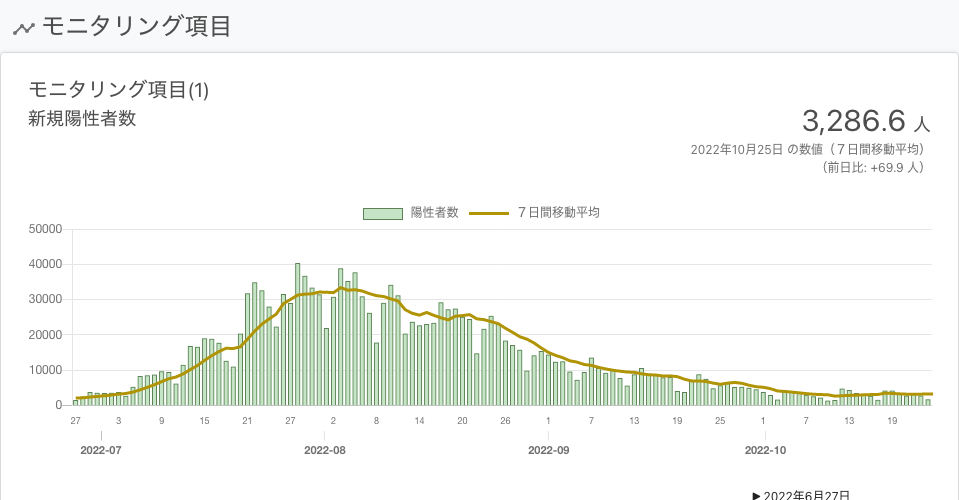 モニタリング項目
モニタリング項目(1)
新規陽性者数
3,286.6 人
2022年10月25日 の数値（７日間移動平均）
（前日比: +69.9 人）
陽性者数 ７日間移動平均
50000
40000
30000
20000
10000
0
27 3 9 15 21 27 2 8 14 20 26 1 7 13 19 25 1 7 13 19
2022-07 2022-08 2022-09 2022-10
▶ 2022年6月27日